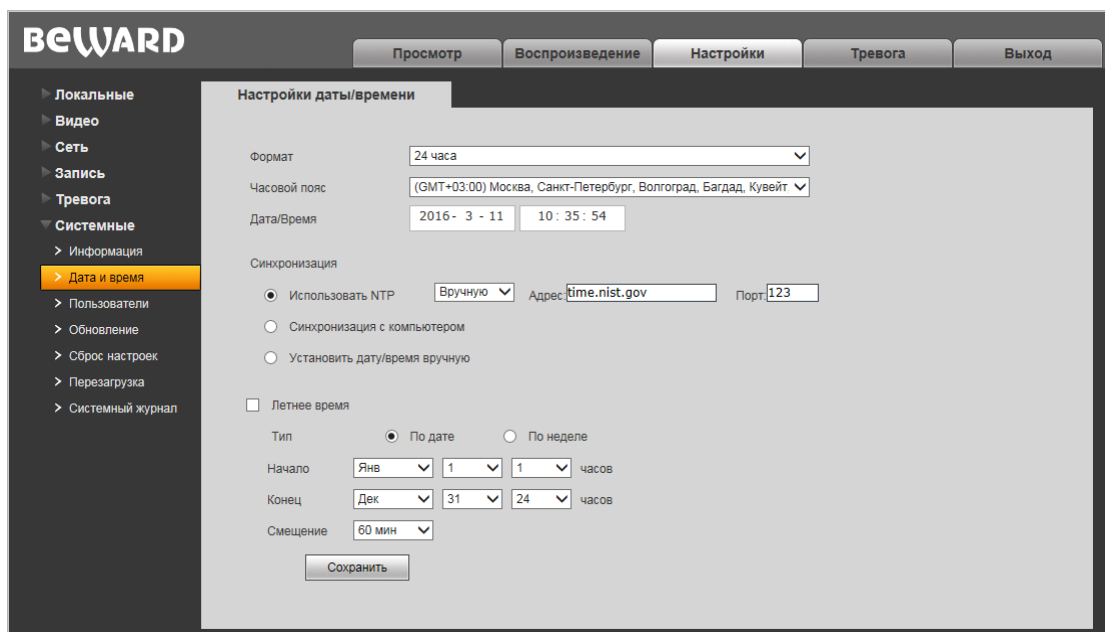 BEWARD
Просмотр Воспроизведение Настройки Тревога Выход
Локальные
Видео
Сеть
Запись
Тревога
Системные
Информация
Дата и время
Пользователи
Обновление
Сброс настроек
Перезагрузка
Системный журнал
Настройки даты/времени
Формат 24 часа
Часовой пояс (GMT+03:00) Москва, Санкт-Петербург, Волгоград, Багдад, Кувейт
Дата/Время 2016- 3 - 11 10: 35: 54
Синхронизация
Использовать NTP Вручную Адрес: time.nist.gov Порт: 123
Синхронизация с компьютером
Установить дату/время вручную
Летнее время
Тип По дате По неделе
Начало Янв 1 1 часов
Конец Дек 31 24 часов
Смещение 60 мин
Сохранить